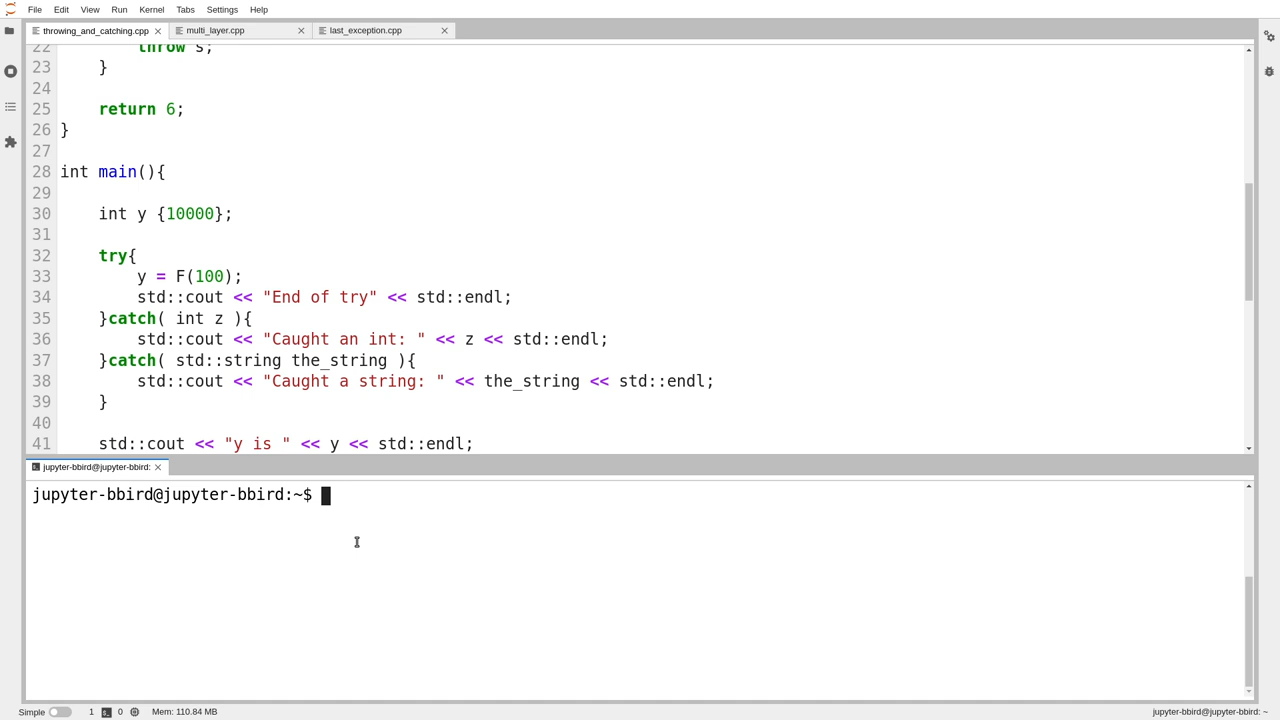 File Edit View Run Kernel Tabs Settings Help
throwing_and_catching.cpp multi_layer.cpp last_exception.cpp
22         throw s;
23     }
24
25     return 6;
26 }
27
28 int main(){
29
30     int y {10000};
31
32     try{
33         y = F(100);
34         std::cout << "End of try" << std::endl;
35     }catch( int z ){
36         std::cout << "Caught an int: " << z << std::endl;
37     }catch( std::string the_string ){
38         std::cout << "Caught a string: " << the_string << std::endl;
39     }
40
41     std::cout << "y is " << y << std::endl;
jupyter-bbird@jupyter-bbird:
jupyter-bbird@jupyter-bbird:~$
Simple 1 0 Mem: 110.84 MB jupyter-bbird@jupyter-bbird: ~